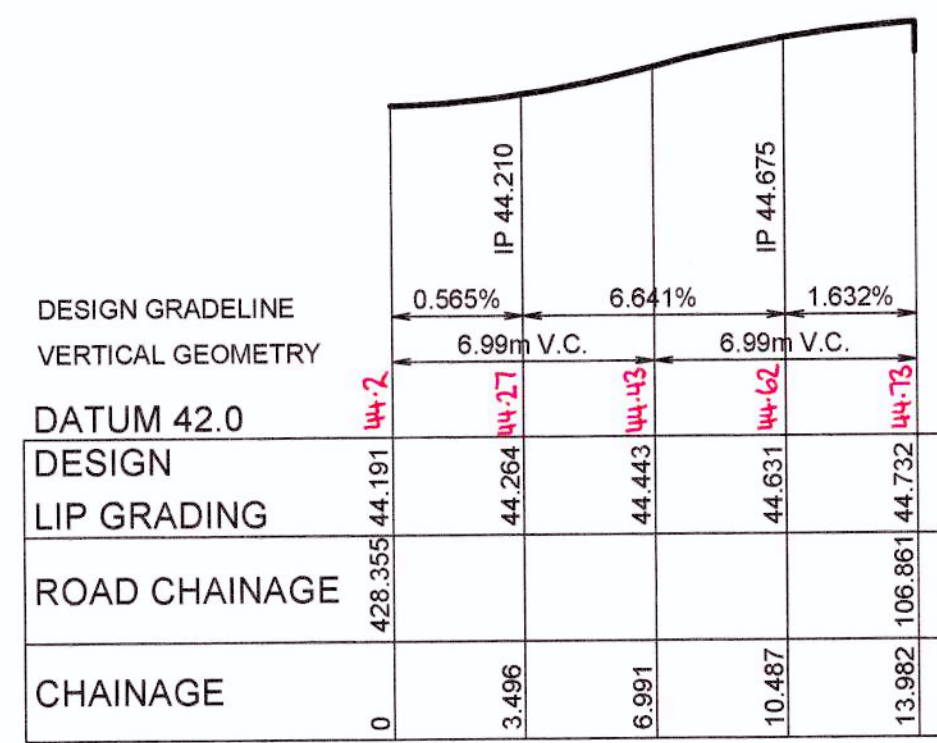 IP 44.210 IP 44.675
DESIGN GRADELINE 0.565% 6.641% 1.632%
VERTICAL GEOMETRY 6.99m V.C. 6.99m V.C.
DATUM 42.0 44.2 44.27 44.43 44.62 44.73
DESIGN
LIP GRADING 44.191 44.264 44.443 44.631 44.732
ROAD CHAINAGE 428.355 106.861
CHAINAGE 0 3.496 6.991 10.487 13.982